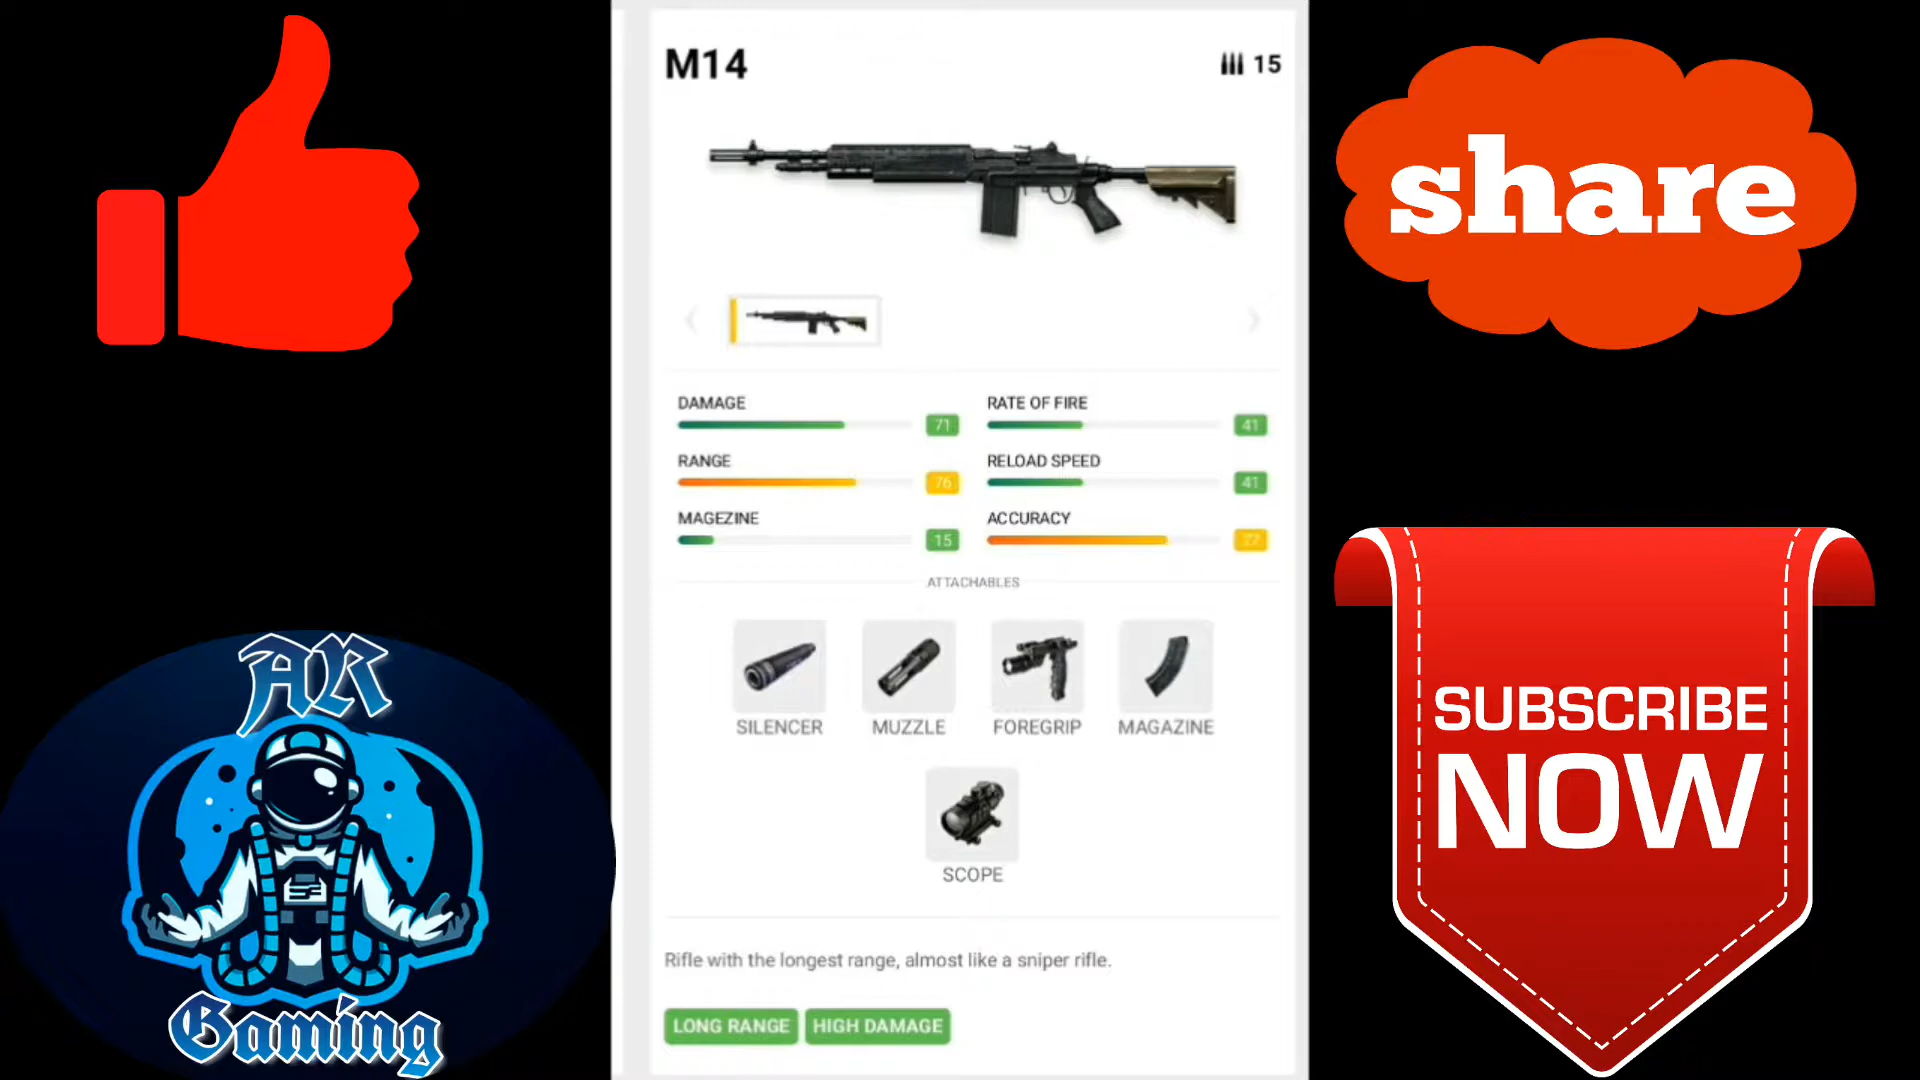 M14
15
share
DAMAGE
71
RATE OF FIRE
41
RANGE
76
RELOAD SPEED
41
MAGEZINE
15
ACCURACY
77
ATTACHABLES
SILENCER
MUZZLE
FOREGRIP
MAGAZINE
SCOPE
Rifle with the longest range, almost like a sniper rifle.
LONG RANGE
HIGH DAMAGE
AR
Gaming
SUBSCRIBE
NOW